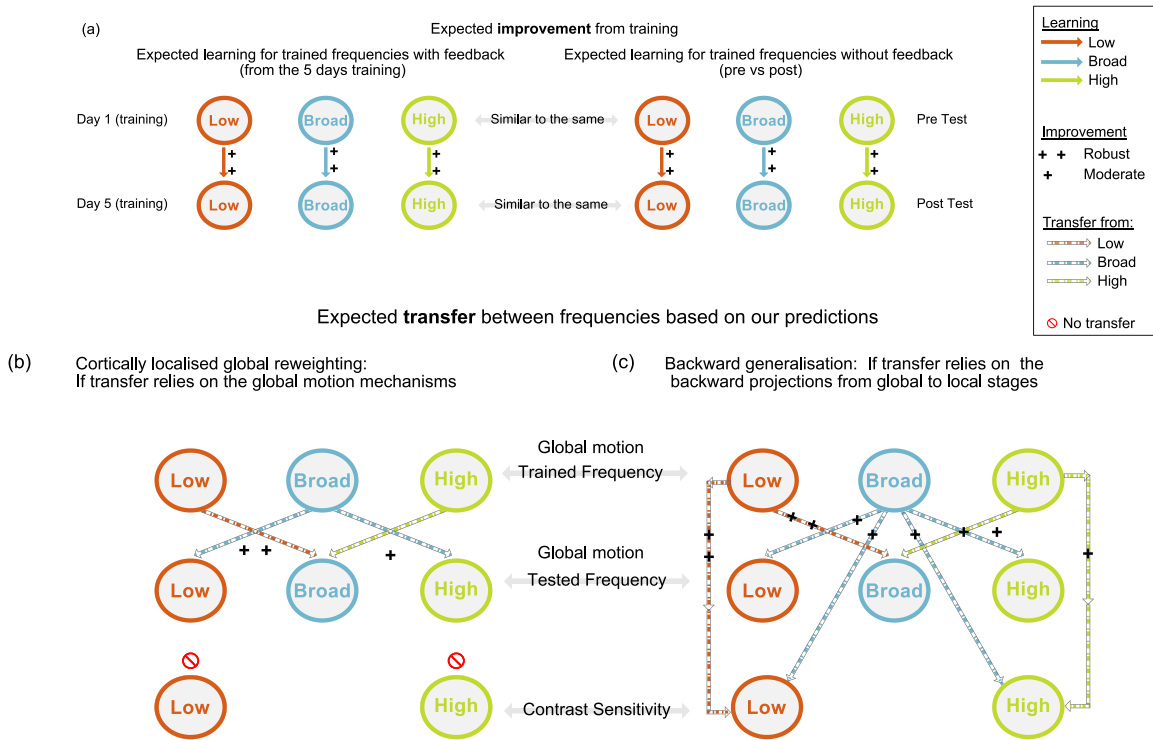 (a)
Expected improvement from training
Expected learning for trained frequencies with feedback
(from the 5 days training)
Expected learning for trained frequencies without feedback
(pre vs post)
Day 1 (training)
Low
Broad
High
Similar to the same
Low
Broad
High
Pre Test
+ + + + + +
+ + + + + +
Day 5 (training)
Low
Broad
High
Similar to the same
Low
Broad
High
Post Test
Learning
Low
Broad
High
Improvement
+ + Robust
+ Moderate
Transfer from:
Low
Broad
High
No transfer
Expected transfer between frequencies based on our predictions
(b)
Cortically localised global reweighting:
If transfer relies on the global motion mechanisms
Low
Broad
High
+ + +
Low
Broad
High
Low
High
Global motion
Trained Frequency
Global motion
Tested Frequency
Contrast Sensitivity
(c)
Backward generalisation: If transfer relies on the
backward projections from global to local stages
Low
Broad
High
+ + + + + + + + + +
Low
Broad
High
Low
High